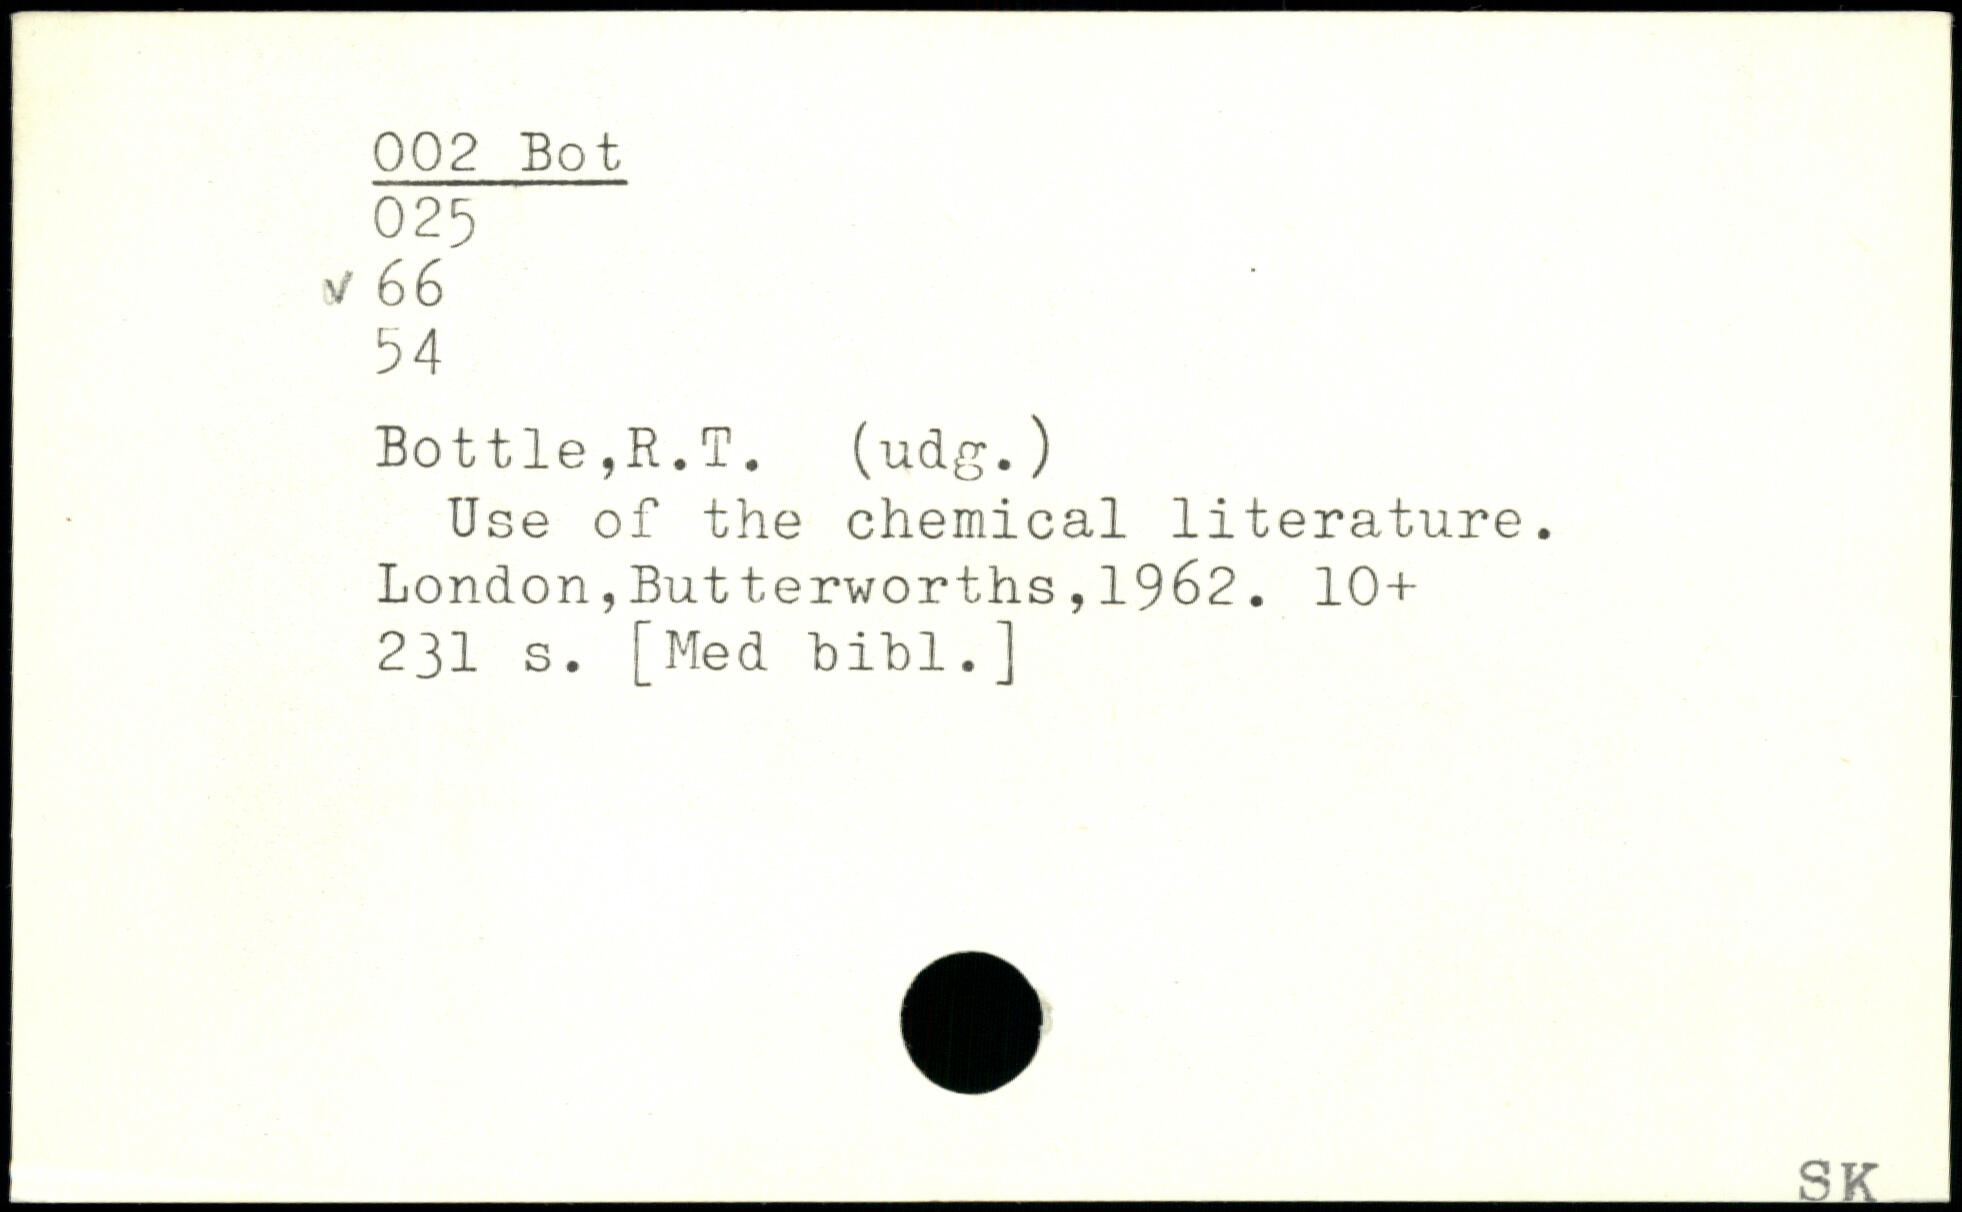 002 Bot
025
✓ 66
54
Bottle,R.T. (udg.)
Use of the chemical literature.
London,Butterworths,1962. 10+
231 s. [Med bibl.]
SK